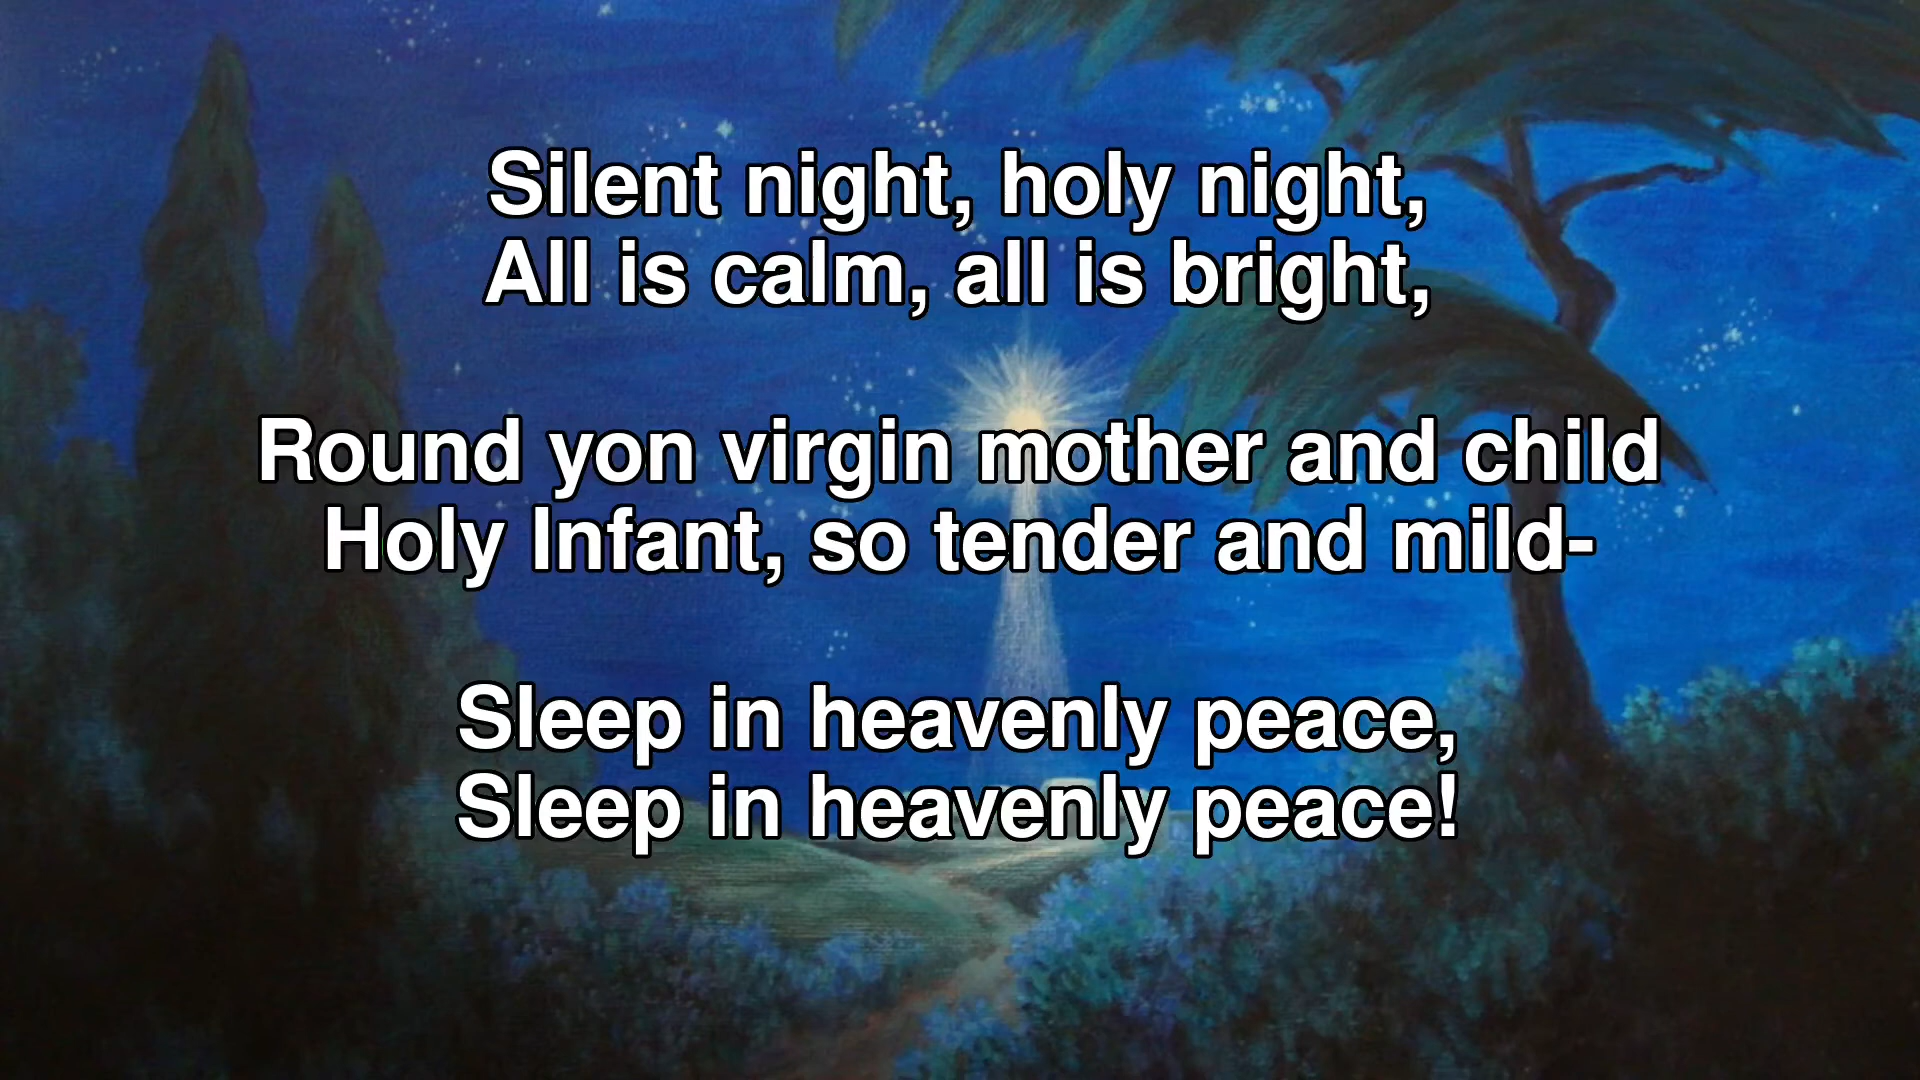 Silent night, holy night,
All is calm, all is bright,
Round yon virgin mother and child
Holy Infant, so tender and mild-
Sleep in heavenly peace,
Sleep in heavenly peace!